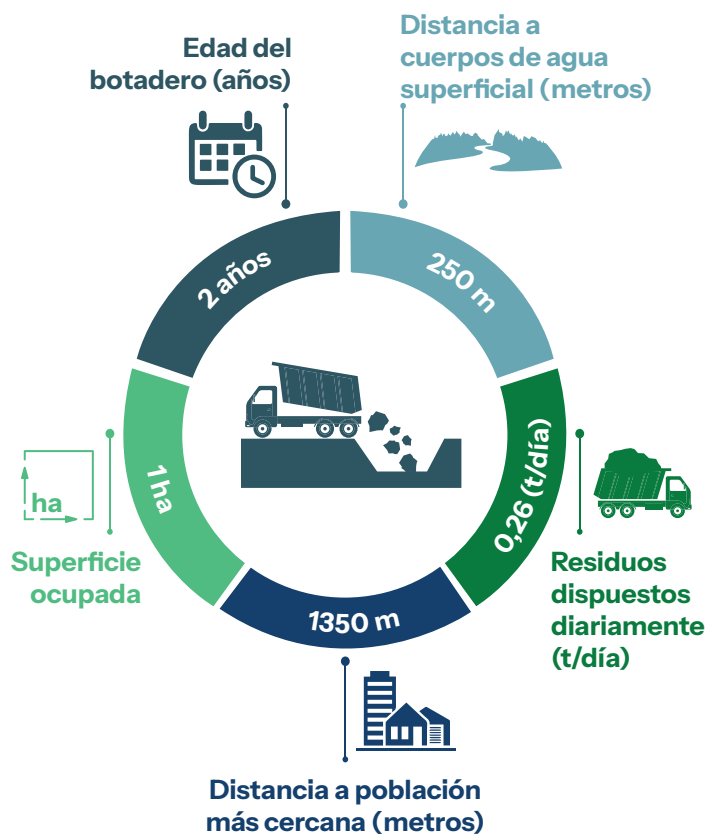 Edad del
botadero (años)
Distancia a
cuerpos de agua
superficial (metros)
2 años
250 m
1 ha
0,26 (t/día)
1350 m
ha
Superficie
ocupada
Residuos
dispuestos
diariamente
(t/día)
Distancia a población
más cercana (metros)